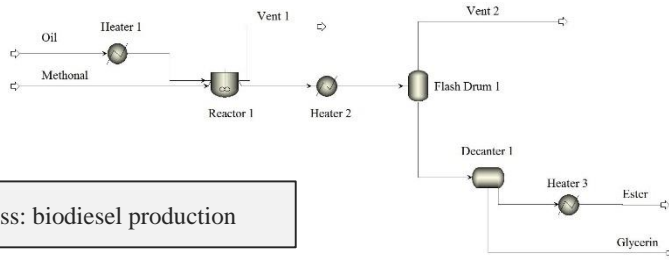 Vent 1
Vent 2
Heater 1
Oil
Methonal
Reactor 1
Heater 2
Flash Drum 1
Decanter 1
Heater 3
Ester
Glycerin
ss: biodiesel production